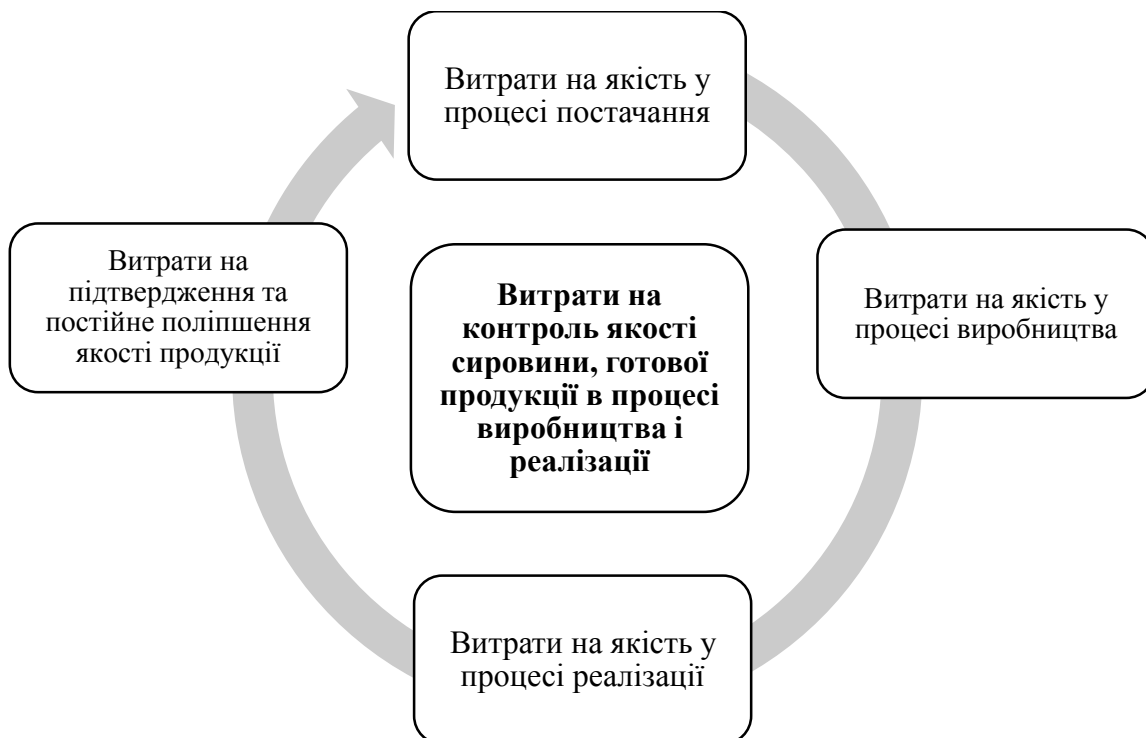 Витрати на якість у
процесі постачання
Витрати на
підтвердження та
постійне поліпшення
якості продукції
Витрати на
контроль якості
сировини, готової
продукції в процесі
виробництва і
реалізації
Витрати на якість у
процесі виробництва
Витрати на якість у
процесі реалізації